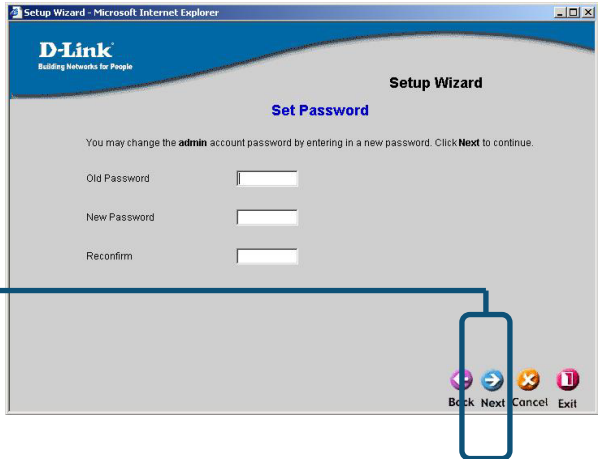 Setup Wizard - Microsoft Internet Explorer
D-Link
Building Networks for People
Setup Wizard
Set Password
You may change the admin account password by entering in a new password. Click Next to continue.
Old Password
New Password
Reconfirm
Back Next Cancel Exit